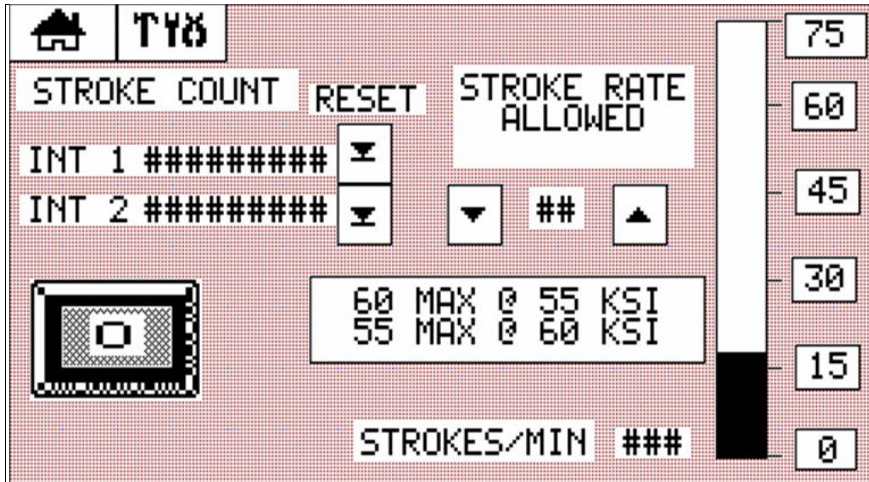 STROKE COUNT
RESET
STROKE RATE
ALLOWED
INT 1 #########
INT 2 #########
##
60 MAX @ 55 KSI
55 MAX @ 60 KSI
STROKES/MIN ###
75
60
45
30
15
0